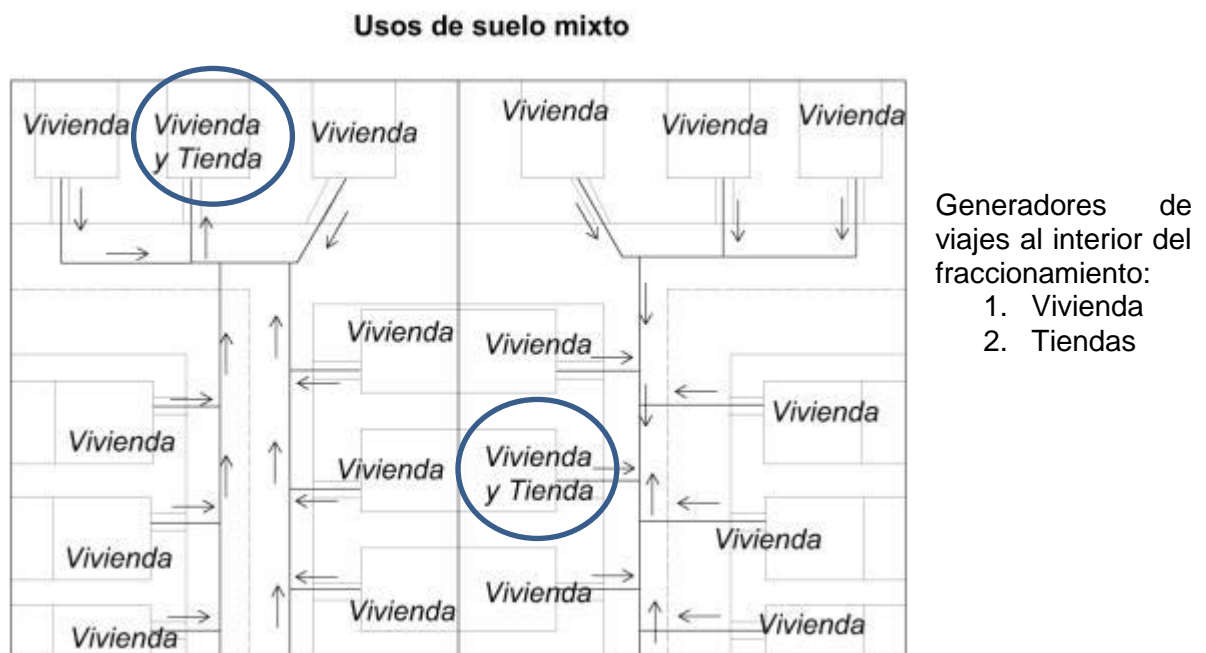 Usos de suelo mixto
Vivienda
Vivienda
y Tienda
Vivienda
Vivienda
Vivienda
Vivienda
Generadores de
viajes al interior del
fraccionamiento:
1. Vivienda
2. Tiendas
Vivienda
Vivienda
Vivienda
Vivienda
Vivienda
Vivienda
y Tienda
Vivienda
Vivienda
Vivienda
Vivienda
Vivienda
Vivienda
Vivienda